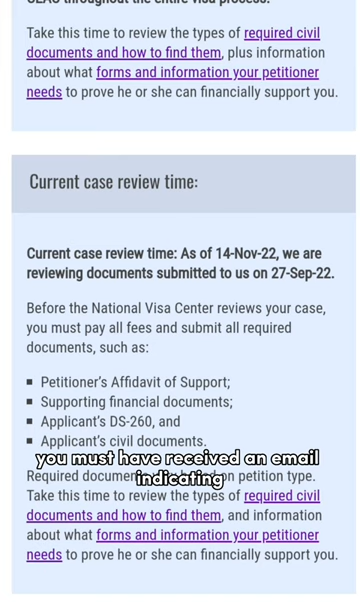 Take this time to review the types of required civil
documents and how to find them, plus information
about what forms and information your petitioner
needs to prove he or she can financially support you.
Current case review time:
Current case review time: As of 14-Nov-22, we are
reviewing documents submitted to us on 27-Sep-22.
Before the National Visa Center reviews your case,
you must pay all fees and submit all required
documents, such as:
Petitioner's Affidavit of Support;
Supporting financial documents;
Applicant's DS-260, and
Applicant's civil documents.
you must have received an email
indicating
Required on petition type.
Take this time to review the types of required civil
documents and how to find them, and information
about what forms and information your petitioner
needs to prove he or she can financially support you.